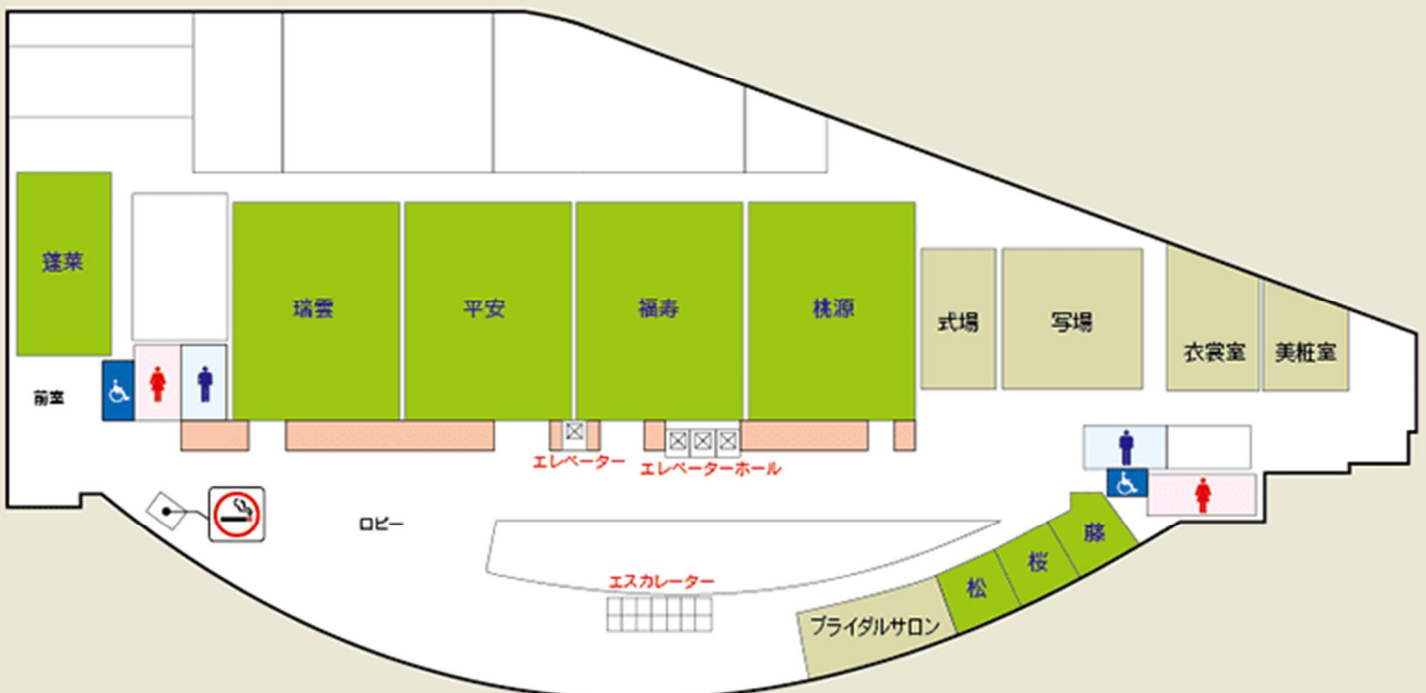 蓬莱
瑞雲
平安
福寿
桃源
式場
写場
衣裳室
美粧室
前室
エレベーター
エレベーターホール
ロビー
エスカレーター
ブライダルサロン
松
桜
藤